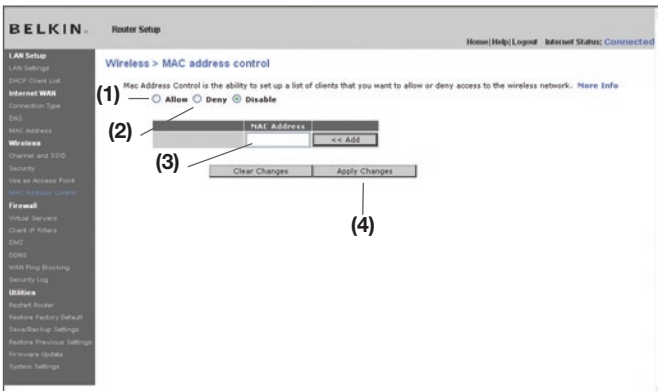 BELKIN.
Router Setup
Home|Help|Logout Internet Status: Connected
LAN Setup
LAN Settings
DHCP Client List
Internet WAN
Connection Type
DNS
MAC Address
Wireless
Channel and SSID
Security
Use as Access Point
MAC Address Control
Firewall
Virtual Servers
Client IP Filters
DMZ
DDNS
WAN Ping Blocking
Security Log
Utilities
Restart Router
Restore Factory Default
Save/Backup Settings
Restore Previous Settings
Firmware Update
System Settings
Wireless > MAC address control
Mac Address Control is the ability to set up a list of clients that you want to allow or deny access to the wireless network. More Info
(1) Allow Deny Disable
(2)
MAC Address
<< Add
(3)
Clear Changes Apply Changes
(4)